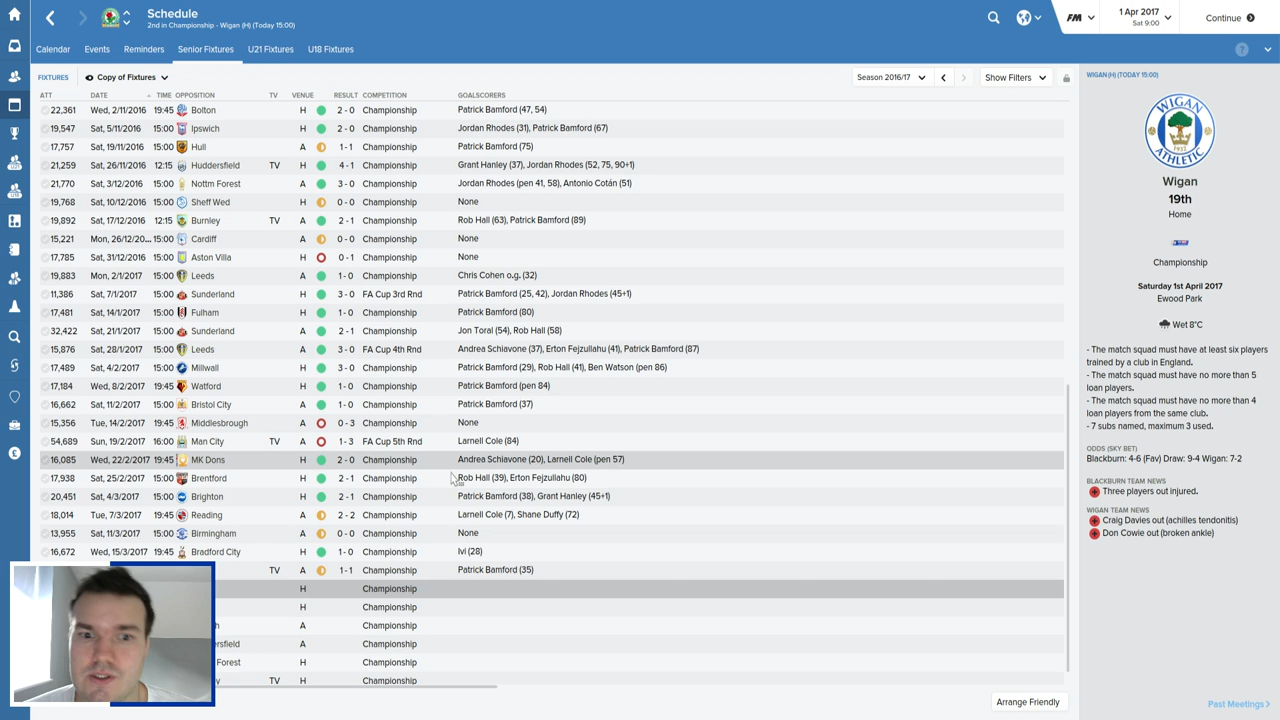 Schedule
2nd in Championship - Wigan (H) (Today 15:00)
FM
1 Apr 2017
Sat 9:00
Continue
Calendar Events Reminders Senior Fixtures U21 Fixtures U18 Fixtures
FIXTURES Copy of Fixtures Season 2016/17 Show Filters
ATT DATE TIME OPPOSITION TV VENUE RESULT COMPETITION GOALSCORERS
22,361 Wed, 2/11/2016 19:45 Bolton H 2 - 0 Championship Patrick Bamford (47, 54)
19,547 Sat, 5/11/2016 15:00 Ipswich H 2 - 0 Championship Jordan Rhodes (31), Patrick Bamford (67)
17,757 Sat, 19/11/2016 15:00 Hull A 1 - 1 Championship Patrick Bamford (75)
21,259 Sat, 26/11/2016 12:15 Huddersfield TV H 4 - 1 Championship Grant Hanley (37), Jordan Rhodes (52, 75, 90+1)
21,770 Sat, 3/12/2016 15:00 Nottm Forest A 3 - 0 Championship Jordan Rhodes (pen 41, 58), Antonio Cotán (51)
19,768 Sat, 10/12/2016 15:00 Sheff Wed H 0 - 0 Championship None
19,892 Sat, 17/12/2016 12:15 Burnley TV A 2 - 1 Championship Rob Hall (63), Patrick Bamford (89)
15,221 Mon, 26/12/20... 15:00 Cardiff A 0 - 0 Championship None
17,785 Sat, 31/12/2016 15:00 Aston Villa H 0 - 1 Championship None
19,883 Mon, 2/1/2017 15:00 Leeds A 1 - 0 Championship Chris Cohen o.g. (32)
11,386 Sat, 7/1/2017 15:00 Sunderland H 3 - 0 FA Cup 3rd Rnd Patrick Bamford (25, 42), Jordan Rhodes (45+1)
17,481 Sat, 14/1/2017 15:00 Fulham H 1 - 0 Championship Patrick Bamford (80)
32,422 Sat, 21/1/2017 15:00 Sunderland A 2 - 1 Championship Jon Toral (54), Rob Hall (58)
15,876 Sat, 28/1/2017 15:00 Leeds A 3 - 0 FA Cup 4th Rnd Andrea Schiavone (37), Erton Fejzullahu (41), Patrick Bamford (87)
17,489 Sat, 4/2/2017 15:00 Millwall H 3 - 0 Championship Patrick Bamford (29), Rob Hall (41), Ben Watson (pen 86)
17,184 Wed, 8/2/2017 19:45 Watford H 1 - 0 Championship Patrick Bamford (pen 84)
16,662 Sat, 11/2/2017 15:00 Bristol City A 1 - 0 Championship Patrick Bamford (37)
15,356 Tue, 14/2/2017 19:45 Middlesbrough A 0 - 3 Championship None
54,689 Sun, 19/2/2017 16:00 Man City TV A 1 - 3 FA Cup 5th Rnd Larnell Cole (84)
16,085 Wed, 22/2/2017 19:45 MK Dons H 2 - 0 Championship Andrea Schiavone (20), Larnell Cole (pen 57)
17,938 Sat, 25/2/2017 15:00 Brentford H 2 - 1 Championship Rob Hall (39), Erton Fejzullahu (80)
20,451 Sat, 4/3/2017 15:00 Brighton H 2 - 1 Championship Patrick Bamford (38), Grant Hanley (45+1)
18,014 Tue, 7/3/2017 19:45 Reading A 2 - 2 Championship Larnell Cole (7), Shane Duffy (72)
13,955 Sat, 11/3/2017 15:00 Birmingham A 0 - 0 Championship None
16,672 Wed, 15/3/2017 19:45 Bradford City H 1 - 0 Championship Ivi (28)
TV A 1 - 1 Championship Patrick Bamford (35)
H Championship
H Championship
h A Championship
ersfield A Championship
Forest H Championship
y TV H Championship
Arrange Friendly
WIGAN (H) (TODAY 15:00)
WIGAN
ATHLETIC
1932
Wigan
19th
Home
Championship
Saturday 1st April 2017
Ewood Park
Wet 8°C
- The match squad must have at least six players
trained by a club in England.
- The match squad must have no more than 5
loan players.
- The match squad must have no more than 4
loan players from the same club.
- 7 subs named, maximum 3 used.
ODDS (SKY BET)
Blackburn: 4-6 (Fav) Draw: 9-4 Wigan: 7-2
BLACKBURN TEAM NEWS
Three players out injured.
WIGAN TEAM NEWS
Craig Davies out (achilles tendonitis)
Don Cowie out (broken ankle)
Past Meetings >